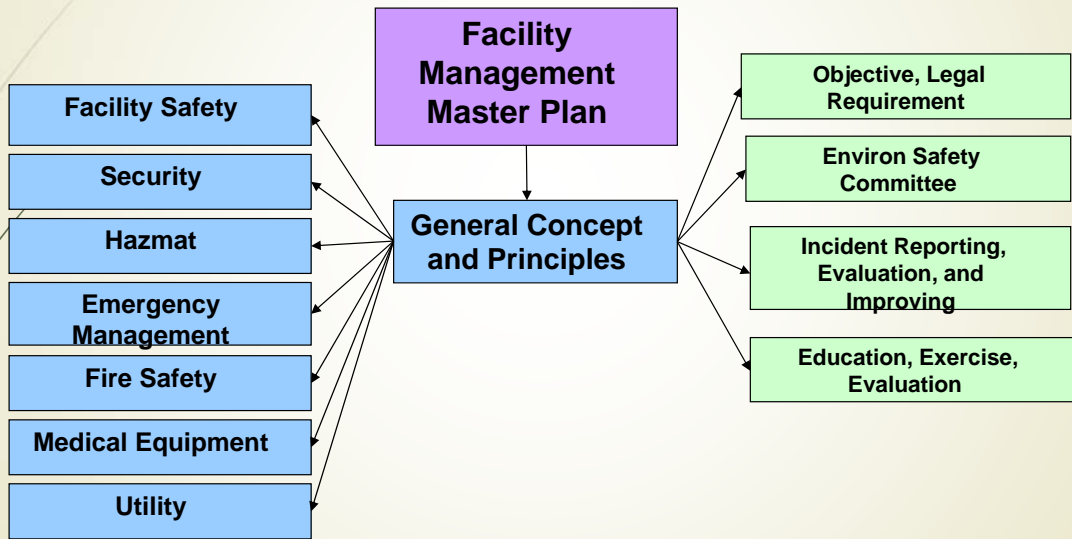 Facility
Management
Master Plan
General Concept
and Principles
Facility Safety
Security
Hazmat
Emergency
Management
Fire Safety
Medical Equipment
Utility
Objective, Legal
Requirement
Environ Safety
Committee
Incident Reporting,
Evaluation, and
Improving
Education, Exercise,
Evaluation